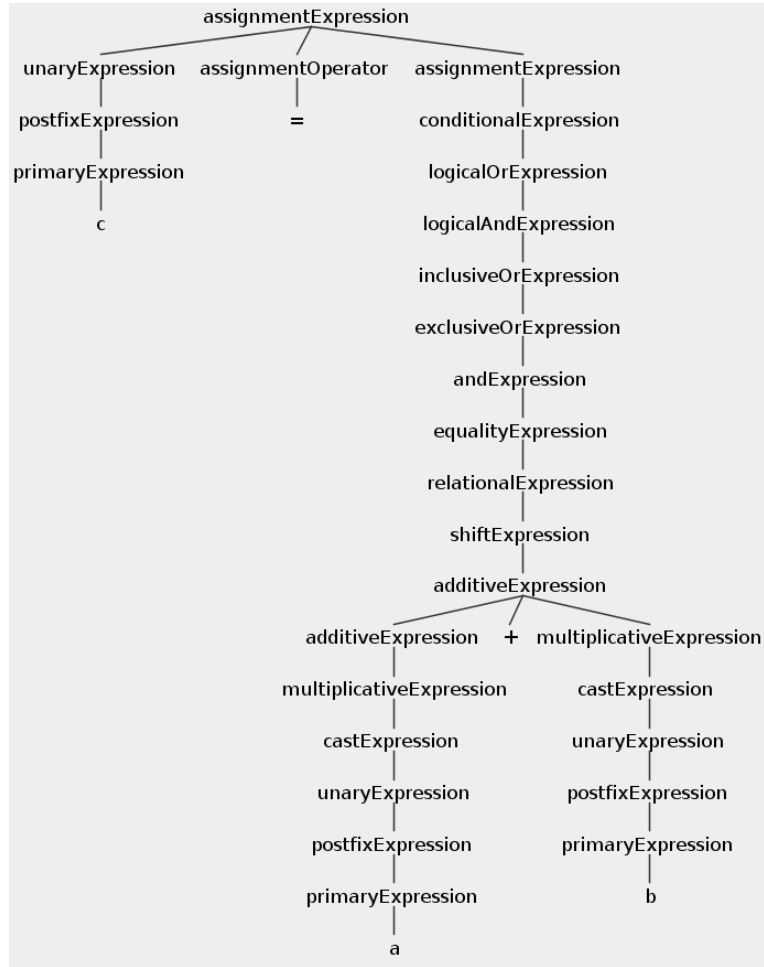 assignmentExpression
unaryExpression assignmentOperator assignmentExpression
postfixExpression = conditionalExpression
primaryExpression logicalOrExpression
c logicalAndExpression
inclusiveOrExpression
exclusiveOrExpression
andExpression
equalityExpression
relationalExpression
shiftExpression
additiveExpression
additiveExpression + multiplicativeExpression
multiplicativeExpression castExpression
castExpression unaryExpression
unaryExpression postfixExpression
postfixExpression primaryExpression
primaryExpression b
a